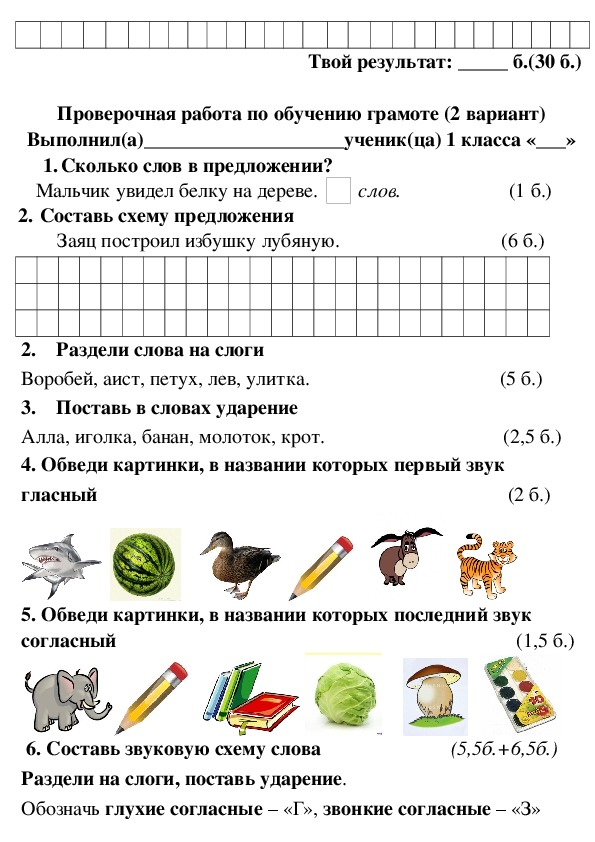 Твой результат: _____ б.(30 б.)
Проверочная работа по обучению грамоте (2 вариант)
Выполнил(а)____________________ученик(ца) 1 класса «___»
1. Сколько слов в предложении?
Мальчик увидел белку на дереве. слов. (1 б.)
2. Составь схему предложения
Заяц построил избушку лубяную. (6 б.)
2. Раздели слова на слоги
Воробей, аист, петух, лев, улитка. (5 б.)
3. Поставь в словах ударение
Алла, иголка, банан, молоток, крот. (2,5 б.)
4. Обведи картинки, в названии которых первый звук
гласный (2 б.)
5. Обведи картинки, в названии которых последний звук
согласный (1,5 б.)
6. Составь звуковую схему слова (5,5б.+6,5б.)
Раздели на слоги, поставь ударение.
Обозначь глухие согласные – «Г», звонкие согласные – «З»